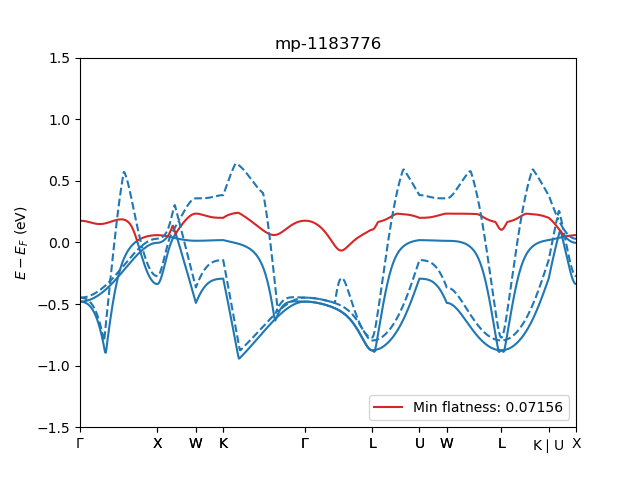 mp-1183776
E − E_F (eV)
1.5
1.0
0.5
0.0
−0.5
−1.0
−1.5
Min flatness: 0.07156
Γ X W K Γ L U W L K | U X